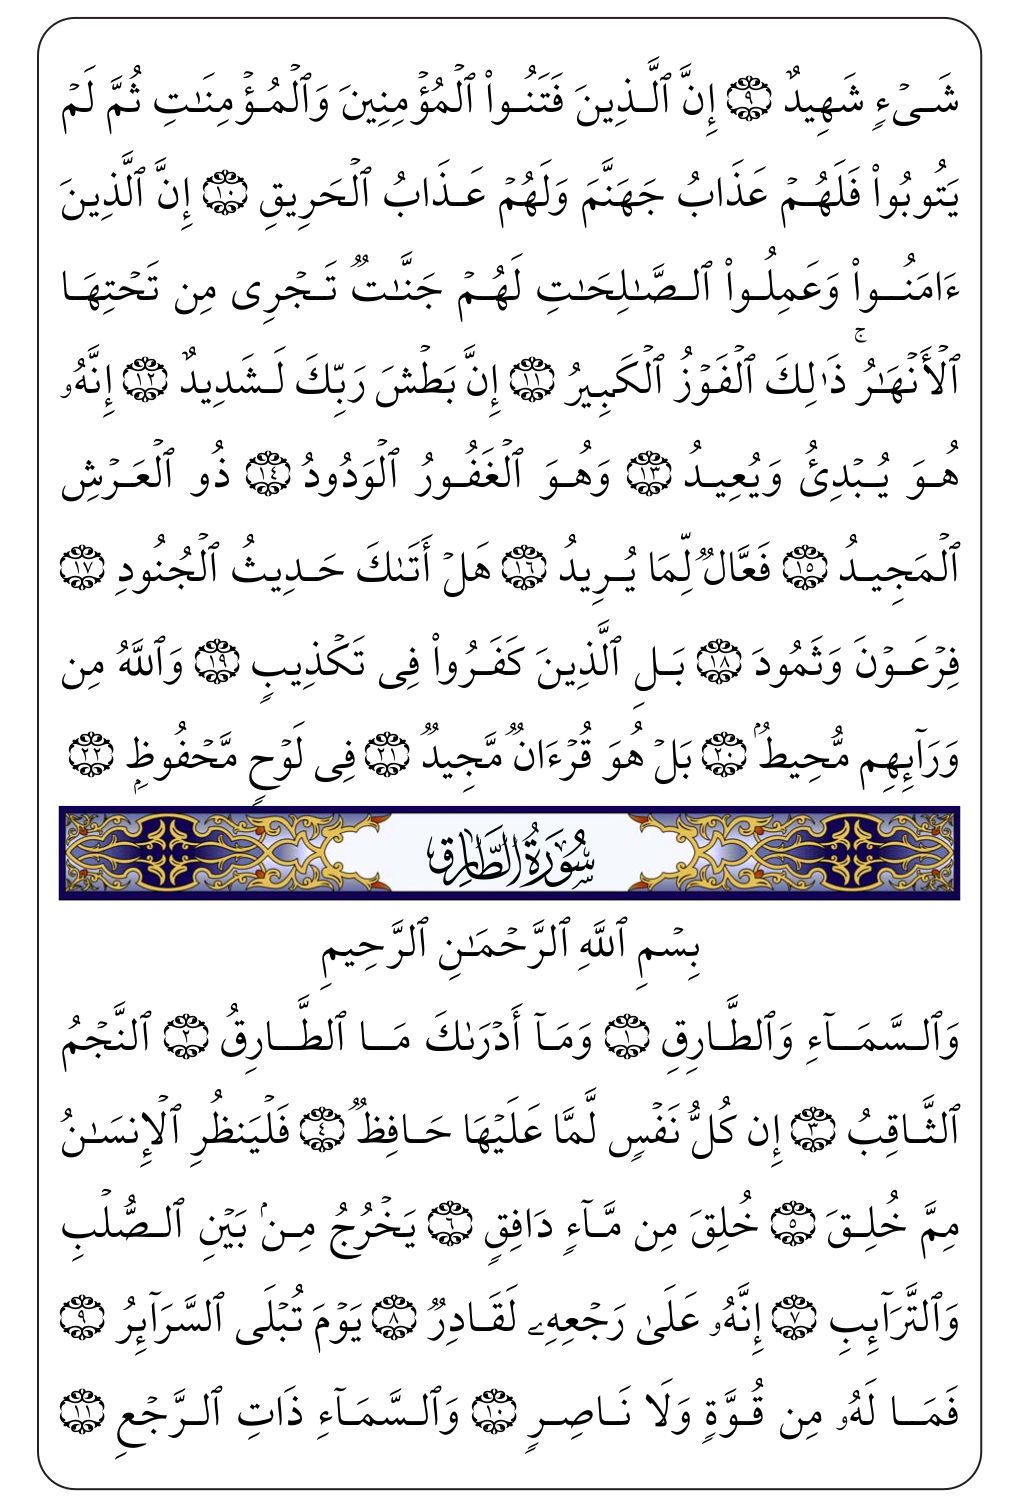 شَىۡءٍ شَهِيدٌ ٩ إِنَّ ٱلَّذِينَ فَتَنُواْ ٱلۡمُؤۡمِنِينَ وَٱلۡمُؤۡمِنَٰتِ ثُمَّ لَمۡ
يَتُوبُواْ فَلَهُمۡ عَذَابُ جَهَنَّمَ وَلَهُمۡ عَذَابُ ٱلۡحَرِيقِ ١٠ إِنَّ ٱلَّذِينَ
ءَامَنُواْ وَعَمِلُواْ ٱلصَّٰلِحَٰتِ لَهُمۡ جَنَّٰتٞ تَجۡرِى مِن تَحۡتِهَا
ٱلۡأَنۡهَٰرُۚ ذَٰلِكَ ٱلۡفَوۡزُ ٱلۡكَبِيرُ ١١ إِنَّ بَطۡشَ رَبِّكَ لَشَدِيدٌ ١٢ إِنَّهُۥ
هُوَ يُبۡدِئُ وَيُعِيدُ ١٣ وَهُوَ ٱلۡغَفُورُ ٱلۡوَدُودُ ١٤ ذُو ٱلۡعَرۡشِ
ٱلۡمَجِيدُ ١٥ فَعَّالٞ لِّمَا يُرِيدُ ١٦ هَلۡ أَتَىٰكَ حَدِيثُ ٱلۡجُنُودِ ١٧
فِرۡعَوۡنَ وَثَمُودَ ١٨ بَلِ ٱلَّذِينَ كَفَرُواْ فِى تَكۡذِيبٖ ١٩ وَٱللَّهُ مِن
وَرَآئِهِم مُّحِيطُۢ ٢٠ بَلۡ هُوَ قُرۡءَانٞ مَّجِيدٞ ٢١ فِى لَوۡحٖ مَّحۡفُوظِۭ ٢٢
سُورَةُ الطَّارِقِ
بِسۡمِ ٱللَّهِ ٱلرَّحۡمَٰنِ ٱلرَّحِيمِ
وَٱلسَّمَآءِ وَٱلطَّارِقِ ١ وَمَآ أَدۡرَىٰكَ مَا ٱلطَّارِقُ ٢ ٱلنَّجۡمُ
ٱلثَّاقِبُ ٣ إِن كُلُّ نَفۡسٖ لَّمَّا عَلَيۡهَا حَافِظٞ ٤ فَلۡيَنظُرِ ٱلۡإِنسَٰنُ
مِمَّ خُلِقَ ٥ خُلِقَ مِن مَّآءٖ دَافِقٖ ٦ يَخۡرُجُ مِنۢ بَيۡنِ ٱلصُّلۡبِ
وَٱلتَّرَآئِبِ ٧ إِنَّهُۥ عَلَىٰ رَجۡعِهِۦ لَقَادِرٞ ٨ يَوۡمَ تُبۡلَى ٱلسَّرَآئِرُ ٩
فَمَا لَهُۥ مِن قُوَّةٖ وَلَا نَاصِرٖ ١٠ وَٱلسَّمَآءِ ذَاتِ ٱلرَّجۡعِ ١١